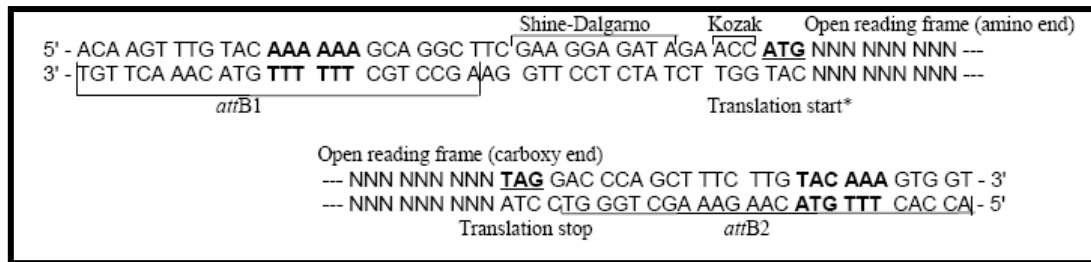 Shine-Dalgarno Kozak Open reading frame (amino end)
5' - ACA AGT TTG TAC AAA AAA GCA GGC TTC GAA GGA GAT AGA ACC ATG NNN NNN NNN ---
3' - TGT TCA AAC ATG TTT TTT CGT CCG AAG GTT CCT CTA TCT TGG TAC NNN NNN NNN ---
attB1 Translation start*
Open reading frame (carboxy end)
--- NNN NNN NNN TAG GAC CCA GCT TTC TTG TAC AAA GTG GT - 3'
--- NNN NNN NNN ATC CTG GGT CGA AAG AAC ATG TTT CAC CA - 5'
Translation stop attB2